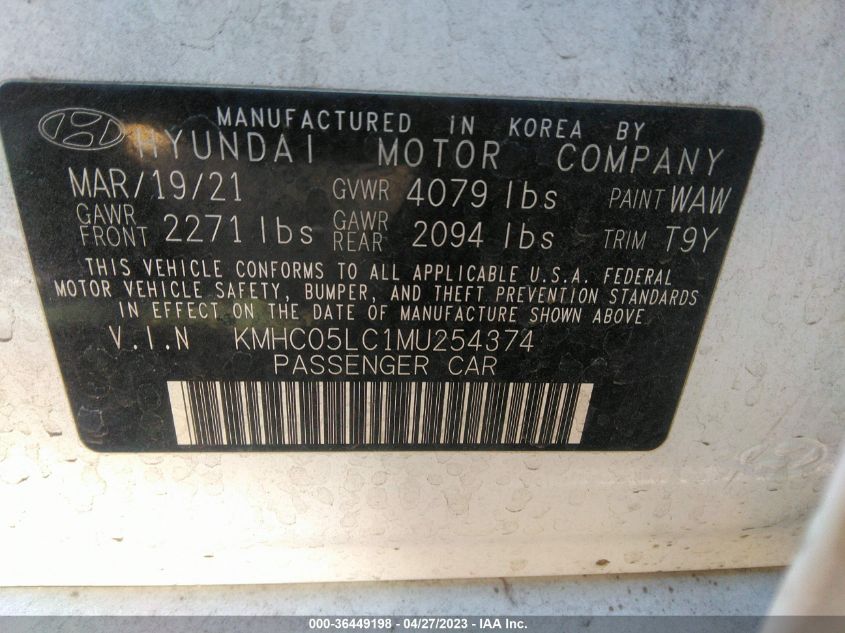 MANUFACTURED IN KOREA BY
HYUNDAI MOTOR COMPANY
MAR/19/21 GVWR 4079 lbs PAINT WAW
GAWR FRONT 2271 lbs GAWR REAR 2094 lbs TRIM T9Y
THIS VEHICLE CONFORMS TO ALL APPLICABLE U.S.A. FEDERAL
MOTOR VEHICLE SAFETY, BUMPER, AND THEFT PREVENTION STANDARDS
IN EFFECT ON THE DATE OF MANUFACTURE SHOWN ABOVE.
V.I.N KMHC05LC1MU254374
PASSENGER CAR
000-36449198 - 04/27/2023 - IAA Inc.